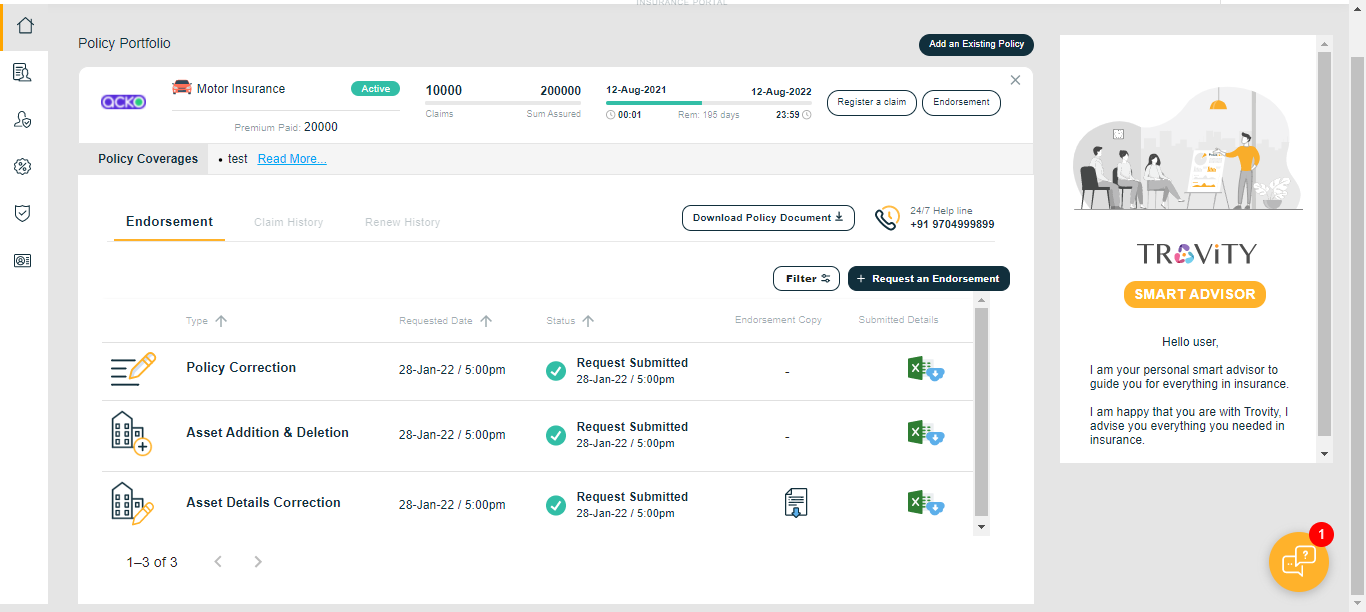 INSURANCE PORTAL
Policy Portfolio
Add an Existing Policy
ACKO
Motor Insurance
Active
Premium Paid: 20000
10000
200000
Claims
Sum Assured
12-Aug-2021
12-Aug-2022
00:01
Rem: 195 days
23:59
Register a claim
Endorsement
Policy Coverages
• test
Read More...
Endorsement
Claim History
Renew History
Download Policy Document
24/7 Help line
+91 9704999899
Filter
+ Request an Endorsement
Type
Requested Date
Status
Endorsement Copy
Submitted Details
Policy Correction
28-Jan-22 / 5:00pm
Request Submitted
28-Jan-22 / 5:00pm
-
Asset Addition & Deletion
28-Jan-22 / 5:00pm
Request Submitted
28-Jan-22 / 5:00pm
-
Asset Details Correction
28-Jan-22 / 5:00pm
Request Submitted
28-Jan-22 / 5:00pm
1–3 of 3
TROViTY
SMART ADVISOR
Hello user,
I am your personal smart advisor to
guide you for everything in insurance.
I am happy that you are with Trovity, I
advise you everything you needed in
insurance.
1